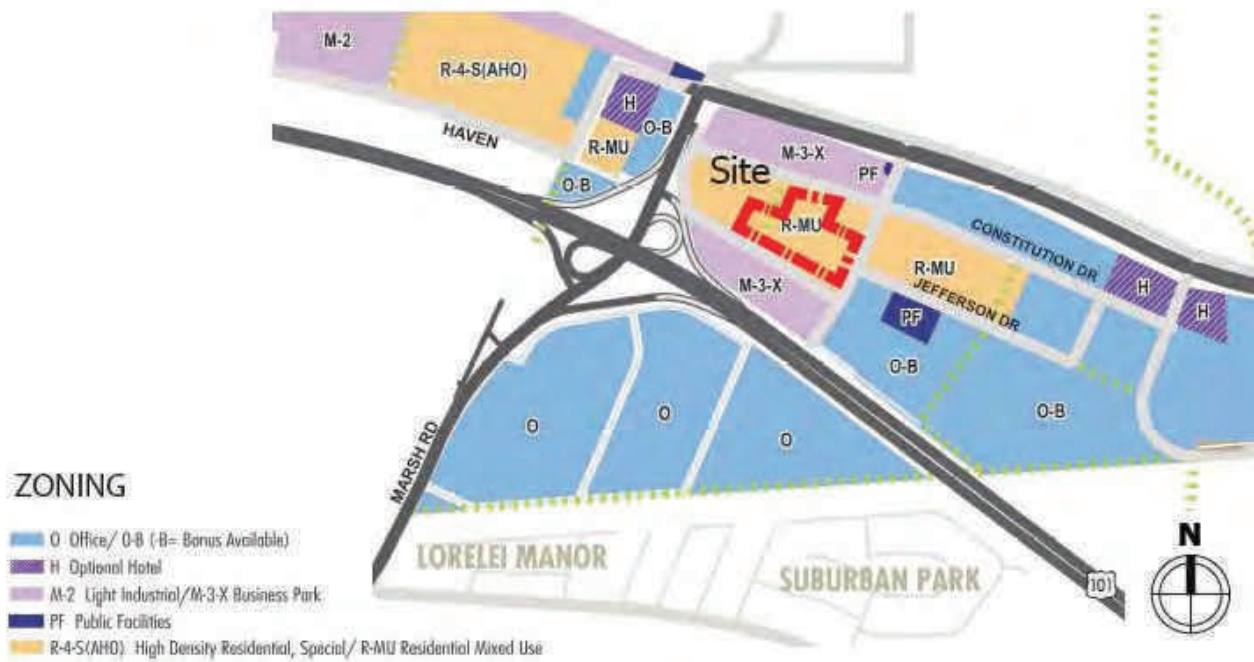 M-2
R-4-S(AHO)
H
O-B
HAVEN
R-MU
O-B
M-3-X
Site
PF
R-MU
CONSTITUTION DR
R-MU
H
M-3-X
JEFFERSON DR
H
PF
O-B
O-B
O
O
O
MARSH RD
ZONING
O Office/ O-B (-B= Bonus Available)
H Optional Hotel
M-2 Light Industrial/M-3-X Business Park
PF Public Facilities
R-4-S(AHO) High Density Residential, Special/ R-MU Residential Mixed Use
LORELEI MANOR
SUBURBAN PARK
101
N